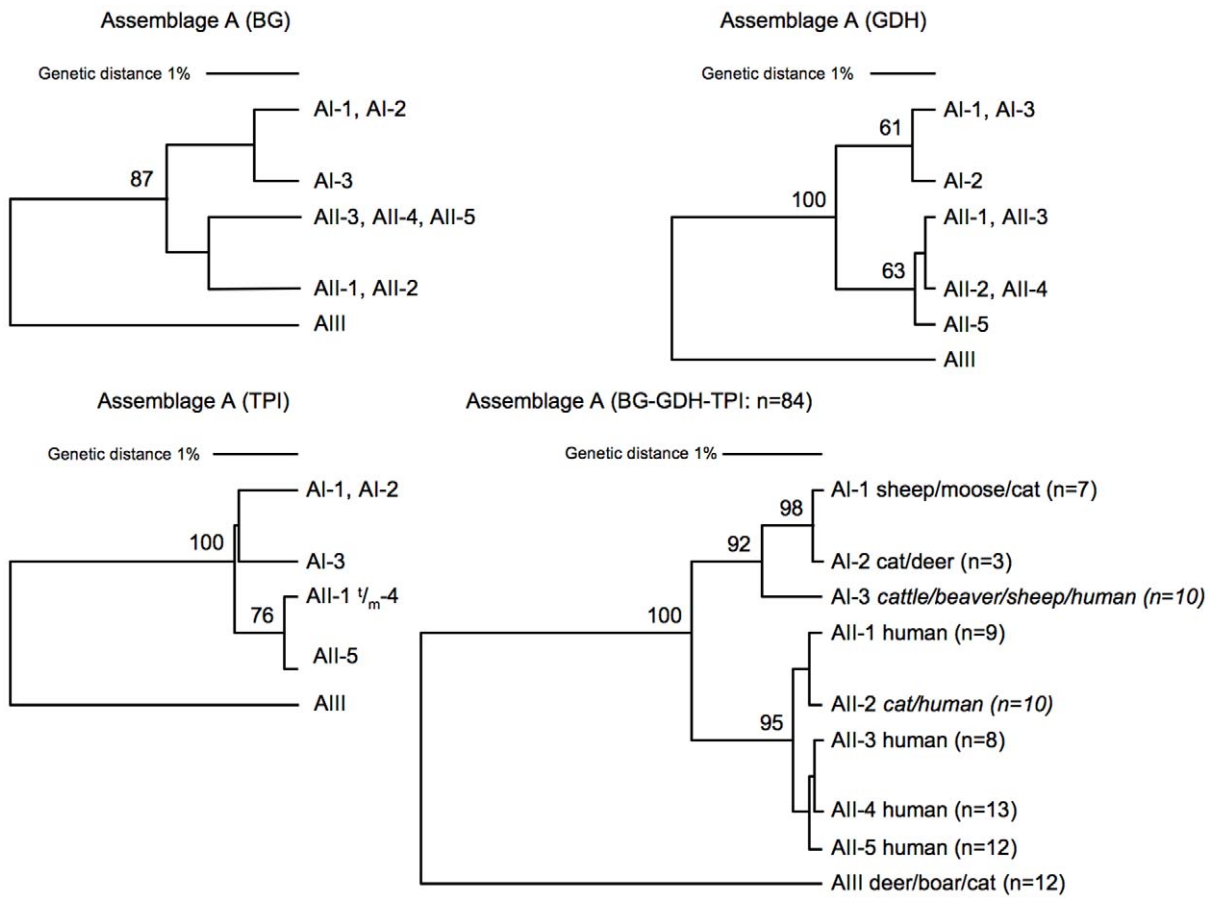 Assemblage A (BG)
Genetic distance 1%
AI-1, AI-2
87
AI-3
AII-3, AII-4, AII-5
AII-1, AII-2
AIII
Assemblage A (GDH)
Genetic distance 1%
AI-1, AI-3
61
AI-2
100
AII-1, AII-3
63
AII-2, AII-4
AII-5
AIII
Assemblage A (TPI)
Genetic distance 1%
AI-1, AI-2
100
AI-3
AII-1 t/m-4
76
AII-5
AIII
Assemblage A (BG-GDH-TPI: n=84)
Genetic distance 1%
AI-1 sheep/moose/cat (n=7)
98
92
AI-2 cat/deer (n=3)
AI-3 cattle/beaver/sheep/human (n=10)
100
AII-1 human (n=9)
AII-2 cat/human (n=10)
95
AII-3 human (n=8)
AII-4 human (n=13)
AII-5 human (n=12)
AIII deer/boar/cat (n=12)